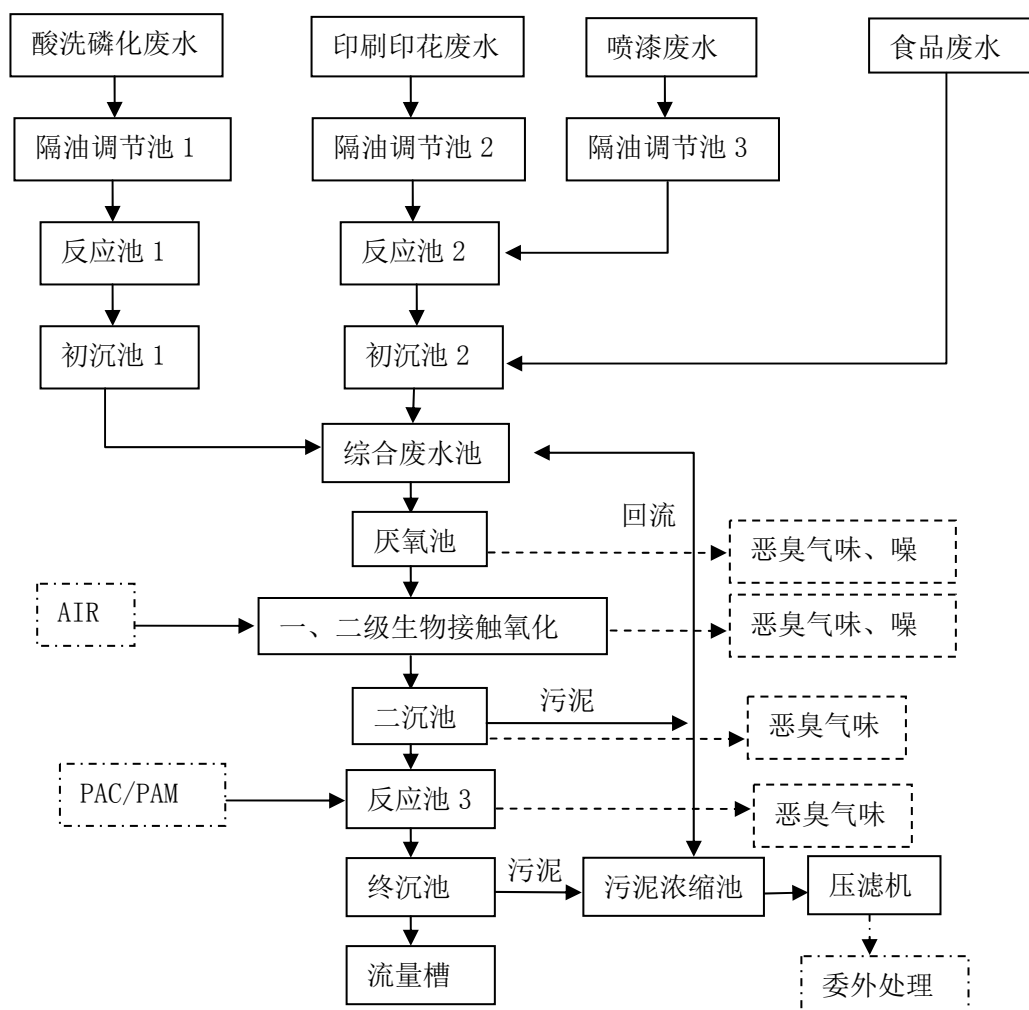 酸洗磷化废水
印刷印花废水
喷漆废水
食品废水
隔油调节池 1
隔油调节池 2
隔油调节池 3
反应池 1
反应池 2
初沉池 1
初沉池 2
综合废水池
回流
厌氧池
恶臭气味、噪
AIR
一、二级生物接触氧化
恶臭气味、噪
二沉池
污泥
恶臭气味
PAC/PAM
反应池 3
恶臭气味
终沉池
污泥
污泥浓缩池
压滤机
流量槽
委外处理